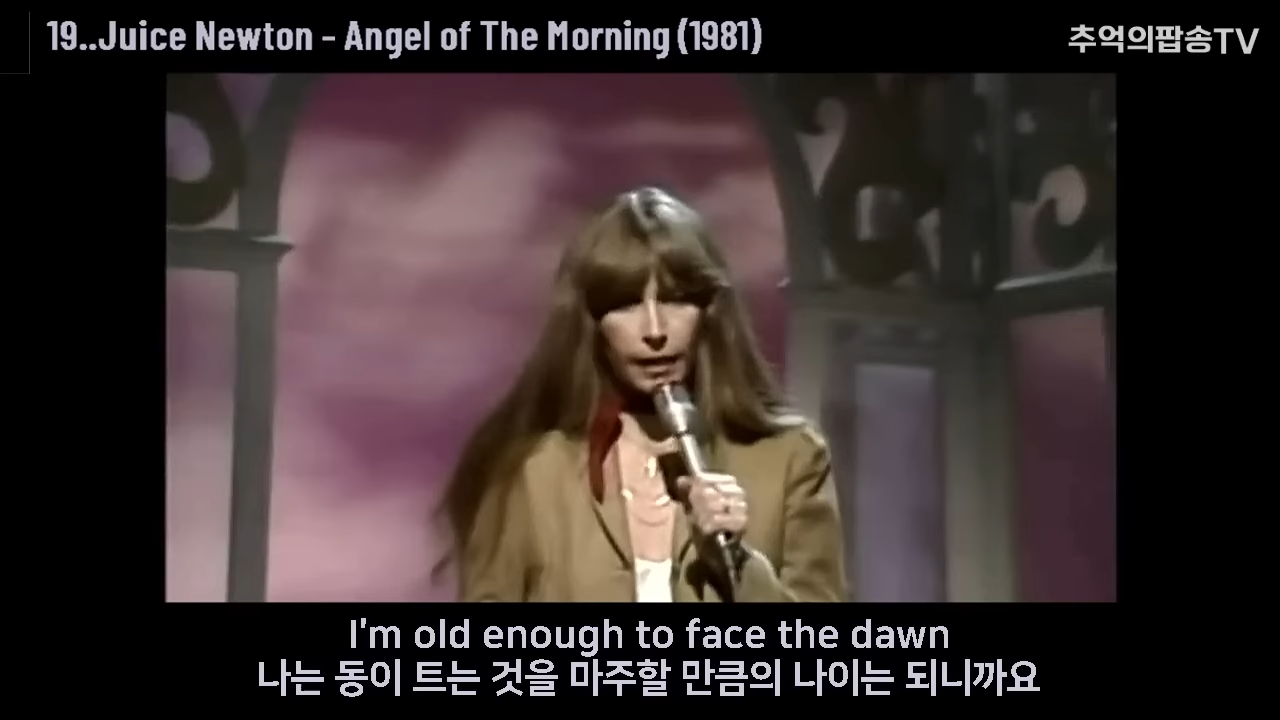 19..Juice Newton - Angel of The Morning (1981)
추억의팝송TV
I'm old enough to face the dawn
나는 동이 트는 것을 마주할 만큼의 나이는 되니까요